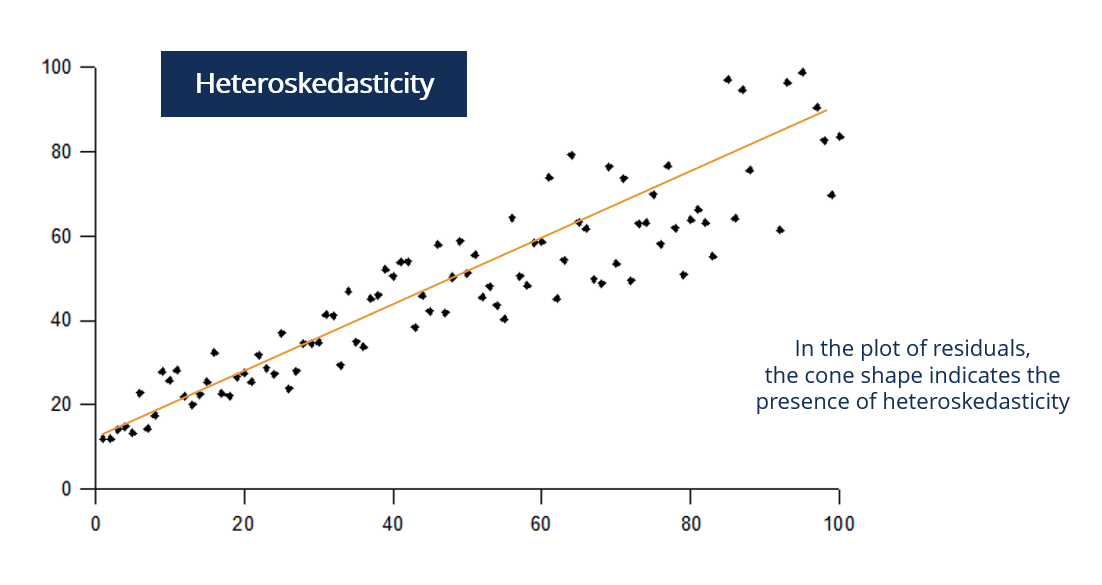 Heteroskedasticity
100
80
60
40
20
0
0 20 40 60 80 100
In the plot of residuals,
the cone shape indicates the
presence of heteroskedasticity